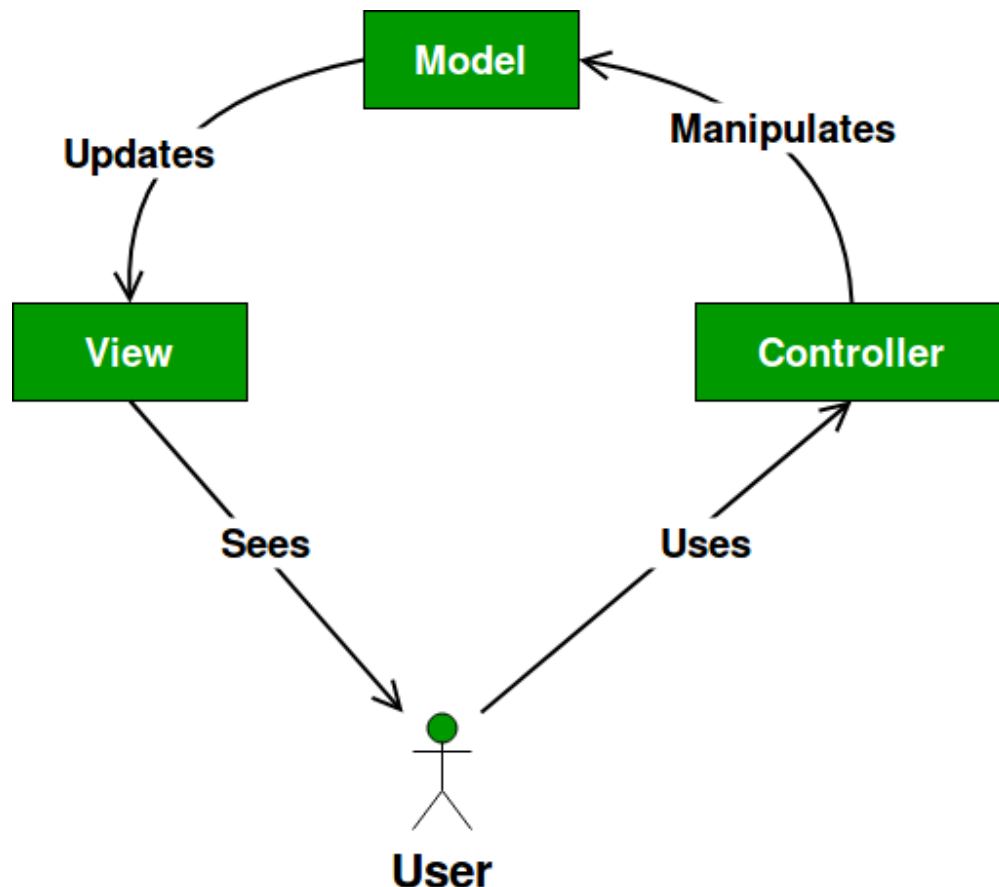 Model
Manipulates
Updates
View
Controller
Sees
Uses
User